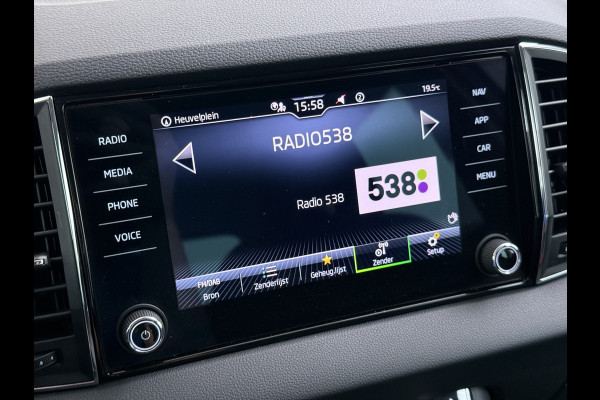 Heuvelplein
15:58
2
19.5°C
RADIO538
Radio 538
538
FM/DAB
Bron
Zenderlijst
Geheug.lijst
Zender
Setup
RADIO
MEDIA
PHONE
VOICE
NAV
APP
CAR
MENU